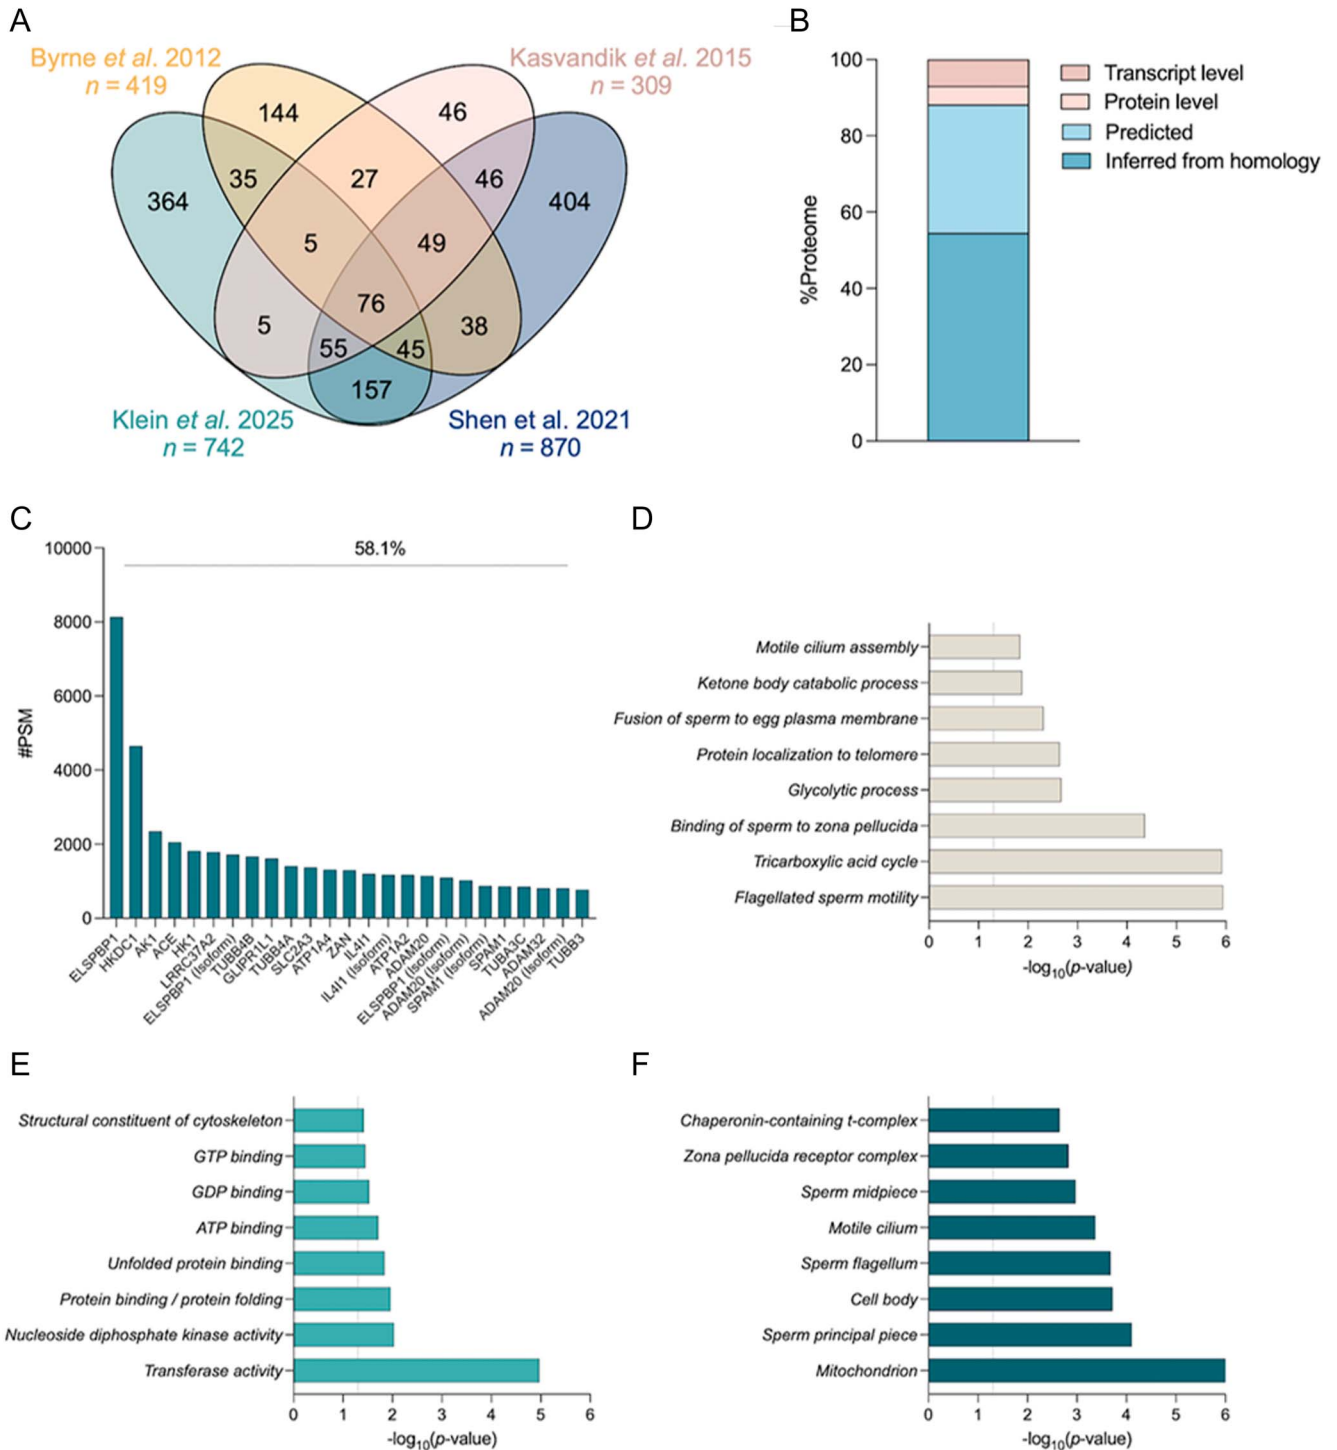 A
Byrne et al. 2012
n = 419
Kasvandik et al. 2015
n = 309
144
46
35
27
46
364
404
5
49
76
5
38
55
45
157
Klein et al. 2025
n = 742
Shen et al. 2021
n = 870
B
%Proteome
100
80
60
40
20
0
Transcript level
Protein level
Predicted
Inferred from homology
C
58.1%
#PSM
10000
8000
6000
4000
2000
0
ELSPBP1
HKDC1
AK1
ACE
HK1
LRRC37A2
ELSPBP1 (Isoform)
TUBB4B
GLIPR1L1
TUBB4A
SLC2A3
ATP1A4
ZAN
IL4I1
IL4I1 (Isoform)
ATP1A2
ADAM20
ELSPBP1 (Isoform)
ADAM20 (Isoform)
SPAM1 (Isoform)
SPAM1
TUBA3C
ADAM32
ADAM20 (Isoform)
TUBB3
D
Motile cilium assembly
Ketone body catabolic process
Fusion of sperm to egg plasma membrane
Protein localization to telomere
Glycolytic process
Binding of sperm to zona pellucida
Tricarboxylic acid cycle
Flagellated sperm motility
0 1 2 3 4 5 6
-log10(p-value)
E
Structural constituent of cytoskeleton
GTP binding
GDP binding
ATP binding
Unfolded protein binding
Protein binding / protein folding
Nucleoside diphosphate kinase activity
Transferase activity
0 1 2 3 4 5 6
-log10(p-value)
F
Chaperonin-containing t-complex
Zona pellucida receptor complex
Sperm midpiece
Motile cilium
Sperm flagellum
Cell body
Sperm principal piece
Mitochondrion
0 1 2 3 4 5 6
-log10(p-value)